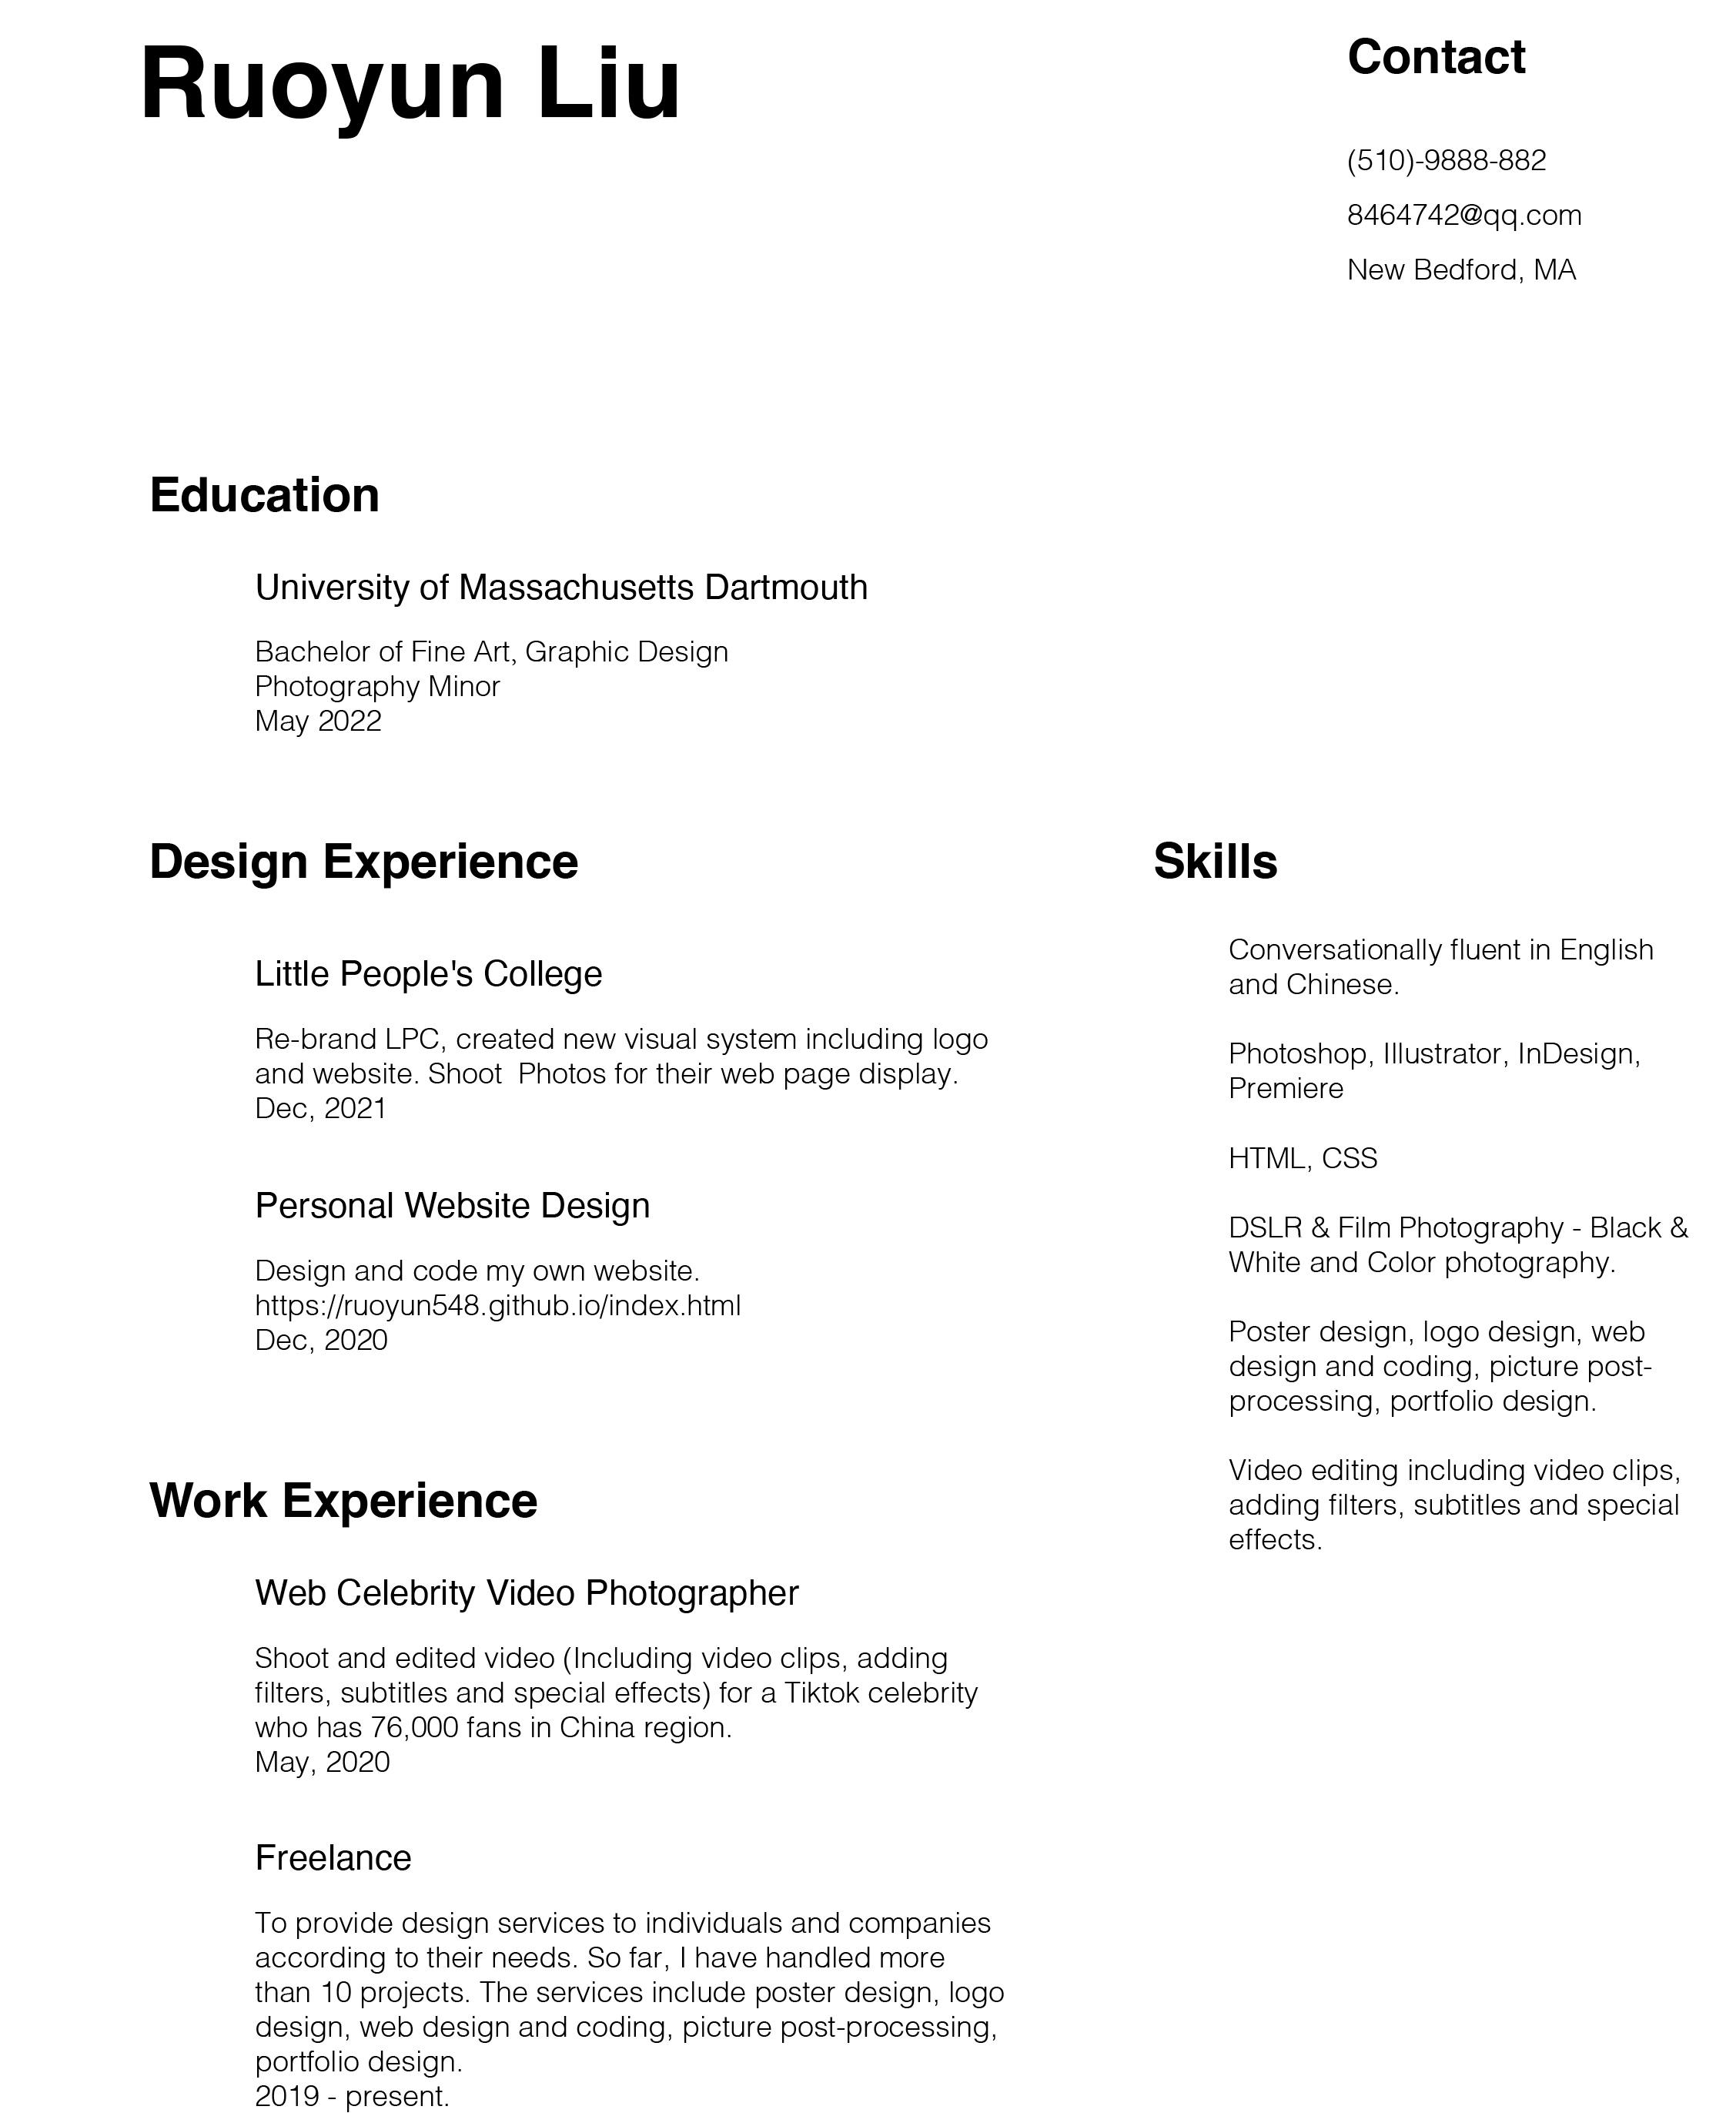 Ruoyun Liu
Contact
(510)-9888-882
8464742@qq.com
New Bedford, MA
Education
University of Massachusetts Dartmouth
Bachelor of Fine Art, Graphic Design
Photography Minor
May 2022
Design Experience
Little People's College
Re-brand LPC, created new visual system including logo
and website. Shoot  Photos for their web page display.
Dec, 2021
Personal Website Design
Design and code my own website.
https://ruoyun548.github.io/index.html
Dec, 2020
Skills
Conversationally fluent in English
and Chinese.
Photoshop, Illustrator, InDesign,
Premiere
HTML, CSS
DSLR & Film Photography - Black &
White and Color photography.
Poster design, logo design, web
design and coding, picture post-
processing, portfolio design.
Video editing including video clips,
adding filters, subtitles and special
effects.
Work Experience
Web Celebrity Video Photographer
Shoot and edited video (Including video clips, adding
filters, subtitles and special effects) for a Tiktok celebrity
who has 76,000 fans in China region.
May, 2020
Freelance
To provide design services to individuals and companies
according to their needs. So far, I have handled more
than 10 projects. The services include poster design, logo
design, web design and coding, picture post-processing,
portfolio design.
2019 - present.